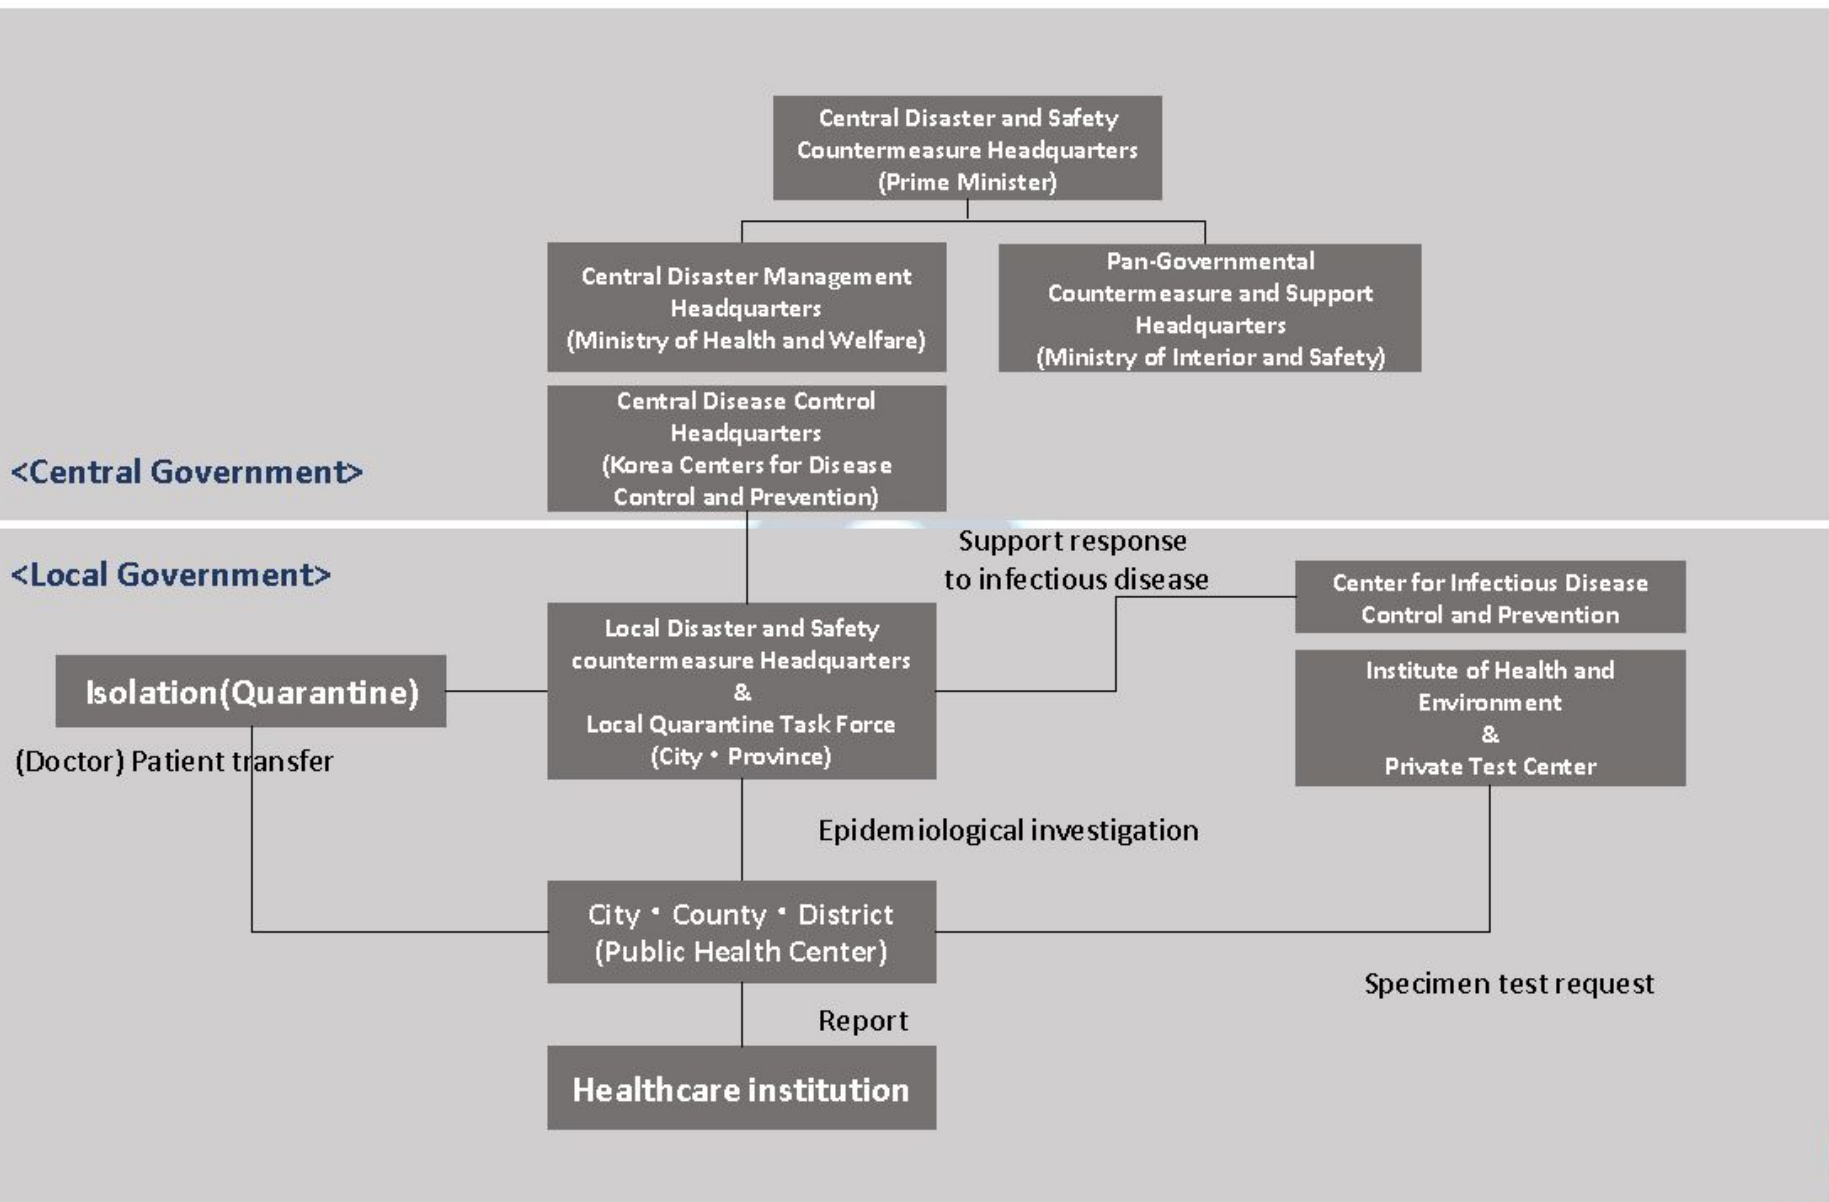 Central Disaster and Safety
Countermeasure Headquarters
(Prime Minister)
Central Disaster Management
Headquarters
(Ministry of Health and Welfare)
Pan-Governmental
Countermeasure and Support
Headquarters
(Ministry of Interior and Safety)
Central Disease Control
Headquarters
(Korea Centers for Disease
Control and Prevention)
<Central Government>
<Local Government>
Support response
to infectious disease
Center for Infectious Disease
Control and Prevention
Local Disaster and Safety
countermeasure Headquarters
&
Local Quarantine Task Force
(City • Province)
Isolation(Quarantine)
(Doctor) Patient transfer
Institute of Health and
Environment
&
Private Test Center
Epidemiological investigation
City • County • District
(Public Health Center)
Specimen test request
Report
Healthcare institution